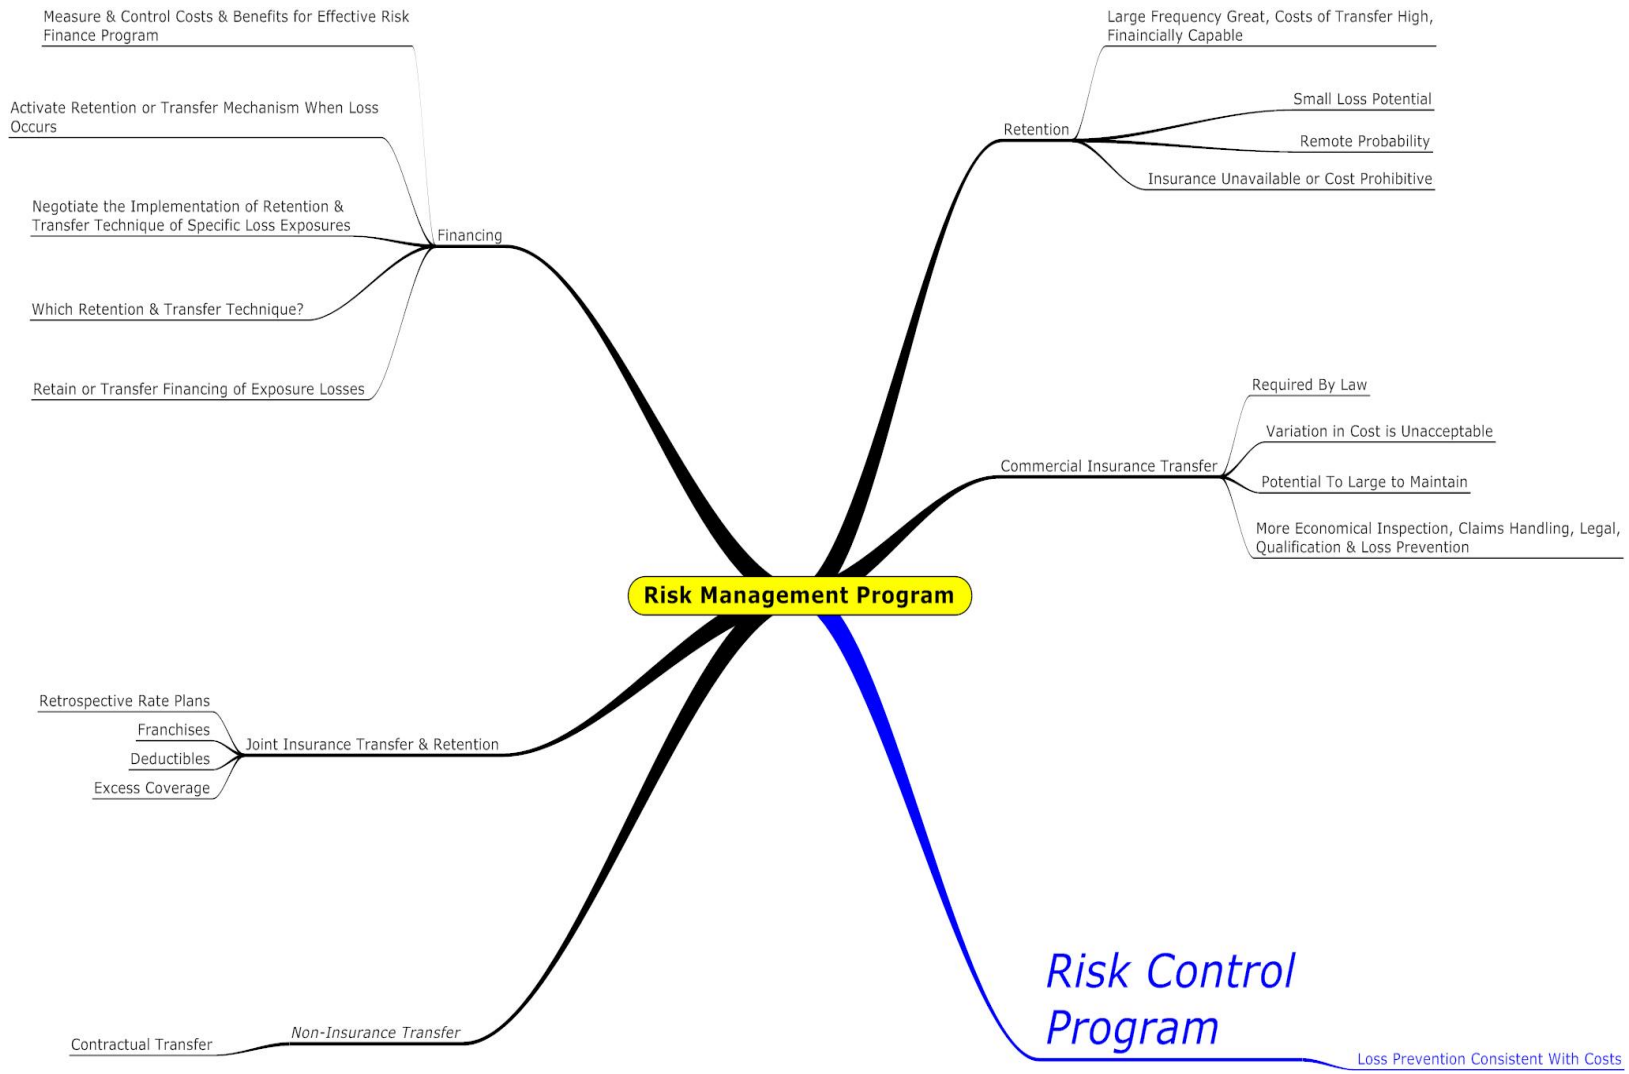 Measure & Control Costs & Benefits for Effective Risk
Finance Program
Activate Retention or Transfer Mechanism When Loss
Occurs
Negotiate the Implementation of Retention &
Transfer Technique of Specific Loss Exposures
Financing
Which Retention & Transfer Technique?
Retain or Transfer Financing of Exposure Losses
Large Frequency Great, Costs of Transfer High,
Finaincially Capable
Small Loss Potential
Retention
Remote Probability
Insurance Unavailable or Cost Prohibitive
Required By Law
Variation in Cost is Unacceptable
Commercial Insurance Transfer
Potential To Large to Maintain
More Economical Inspection, Claims Handling, Legal,
Qualification & Loss Prevention
Risk Management Program
Retrospective Rate Plans
Franchises
Joint Insurance Transfer & Retention
Deductibles
Excess Coverage
Non-Insurance Transfer
Contractual Transfer
Risk Control
Program
Loss Prevention Consistent With Costs